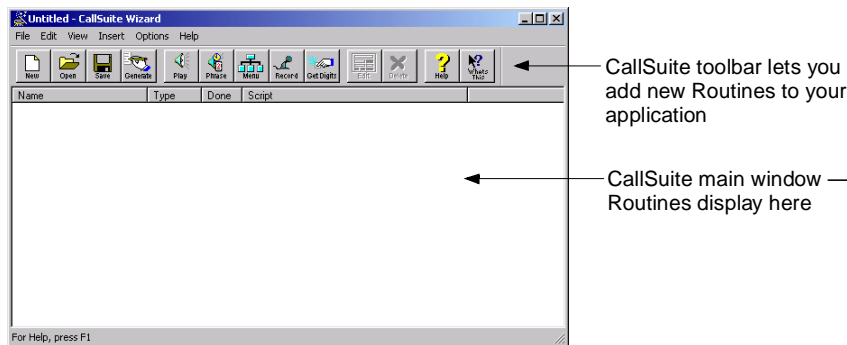 Untitled - CallSuite Wizard
File Edit View Insert Options Help
New Open Save Generate Play Phrase Menu Record Get Digits Edit Delete Help Whats This
Name Type Done Script
For Help, press F1
CallSuite toolbar lets you
add new Routines to your
application
CallSuite main window —
Routines display here